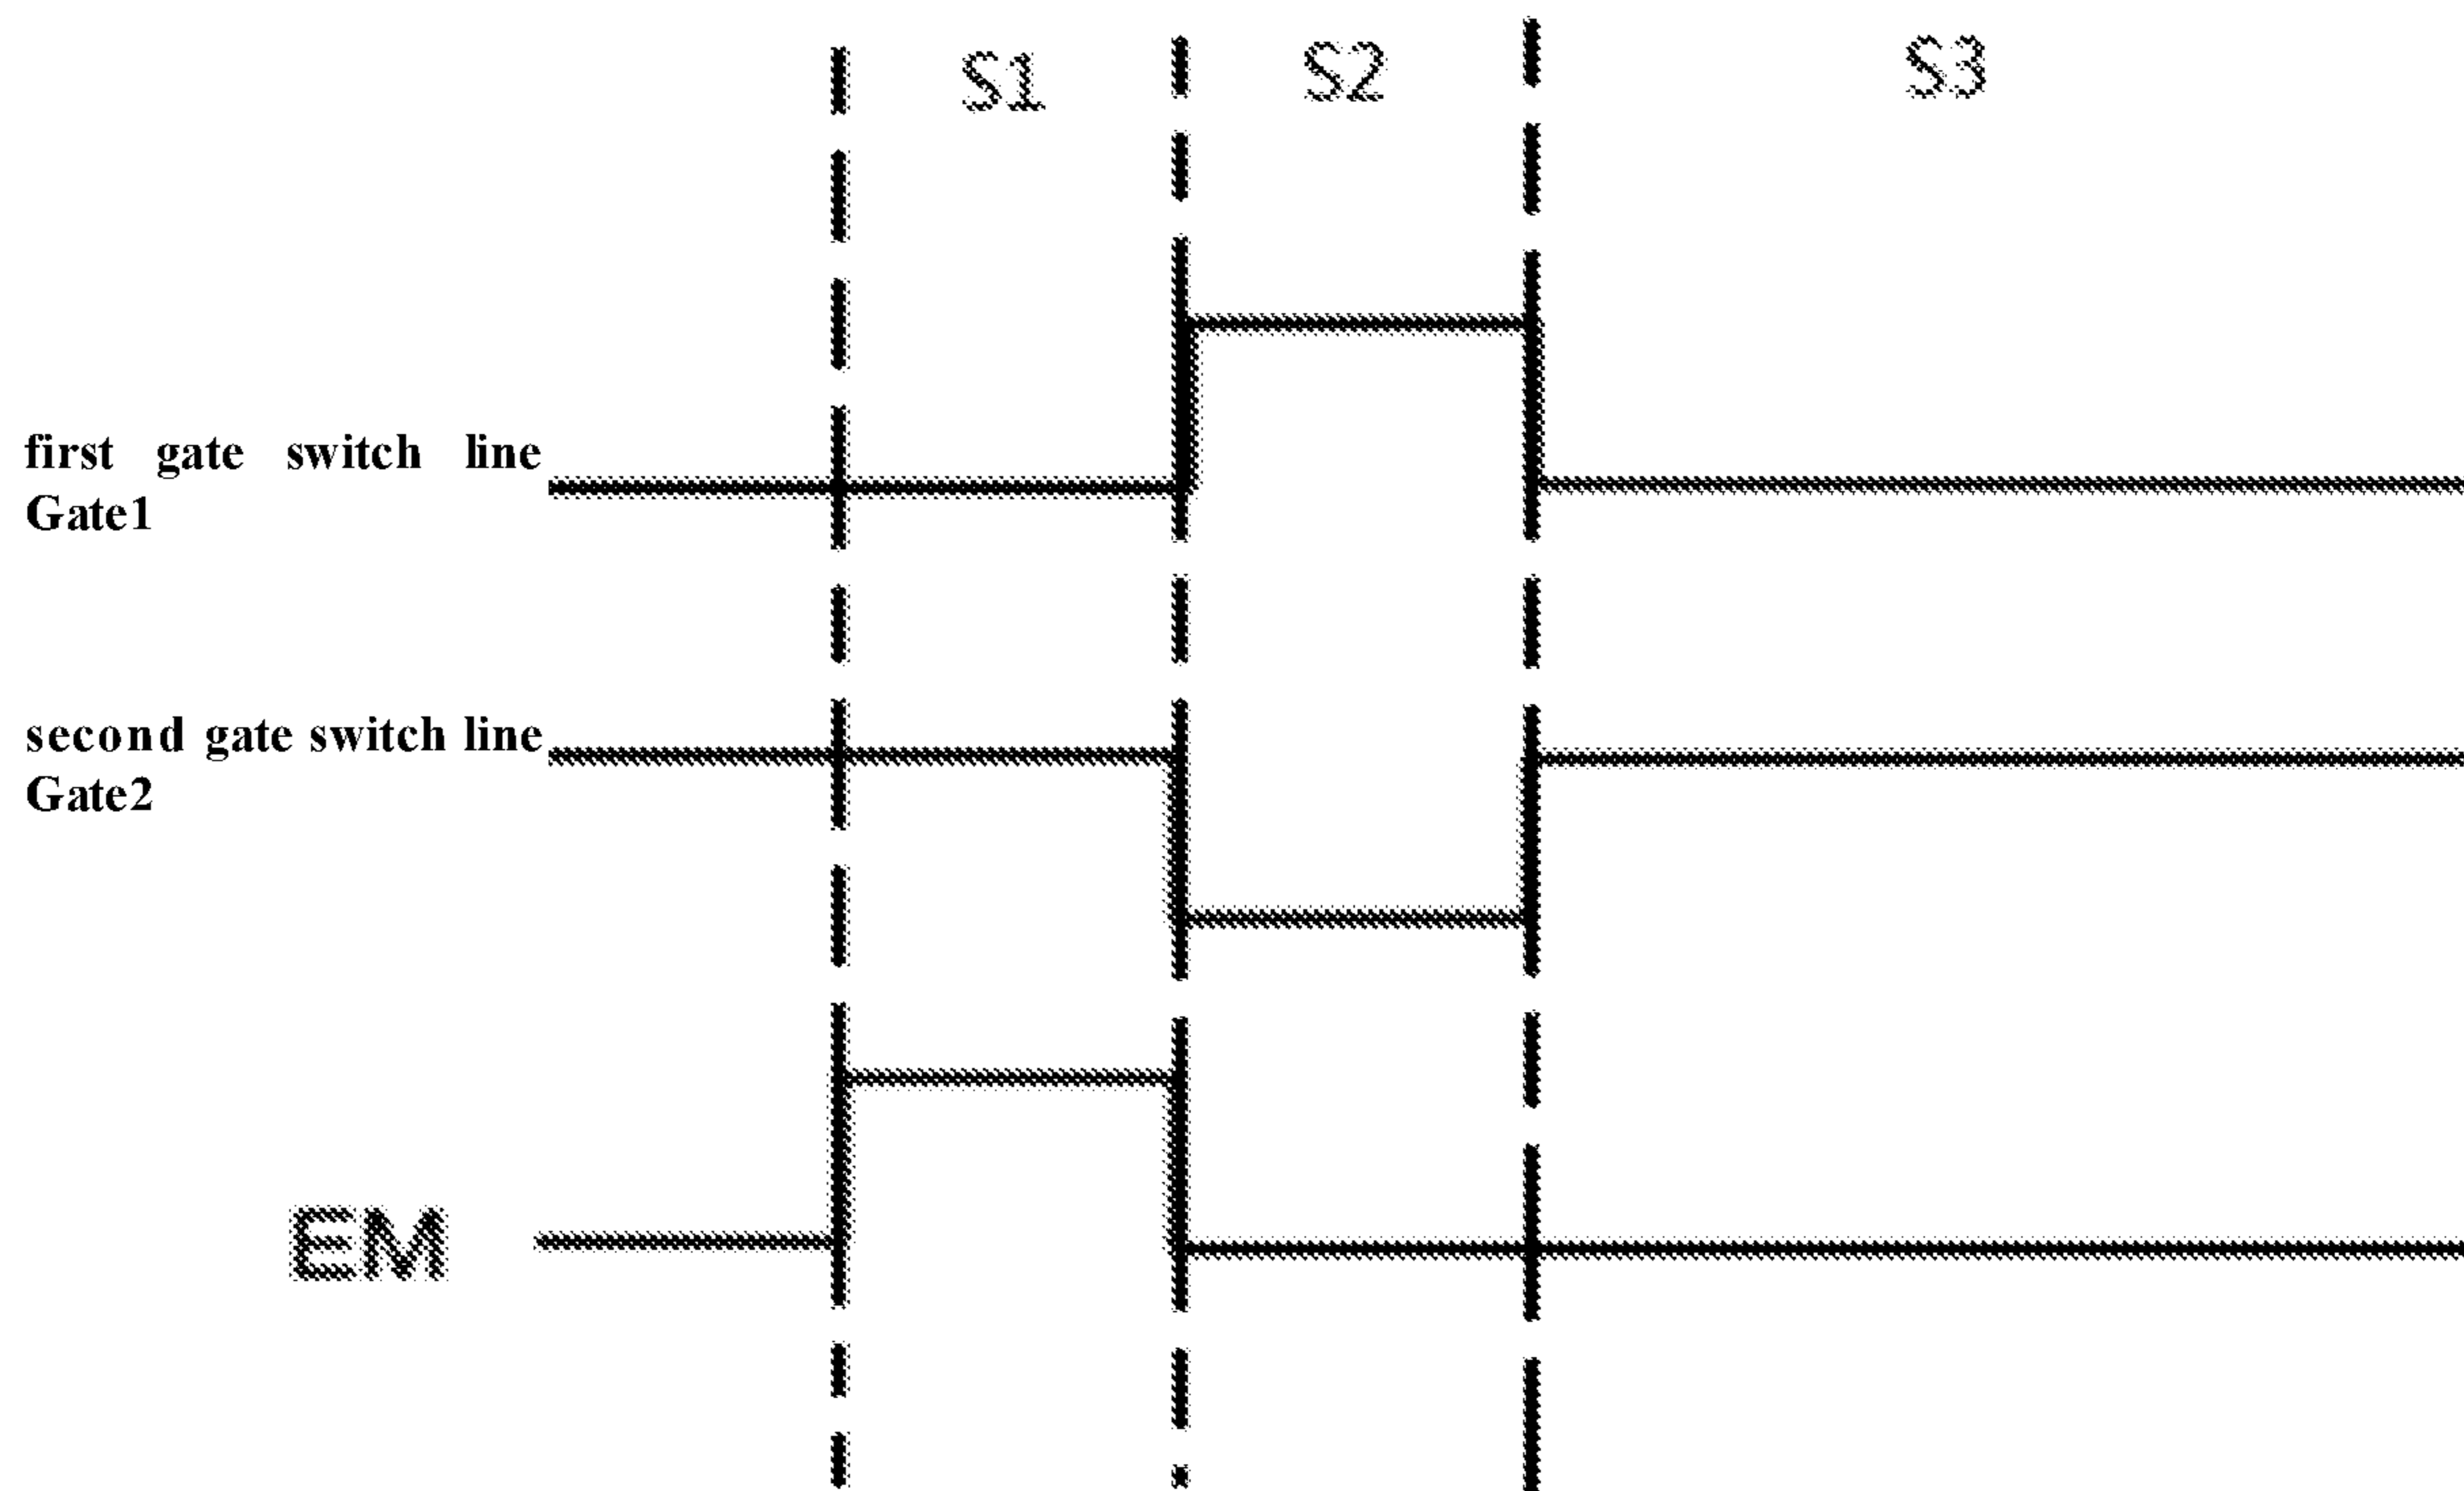 S1 S2 S3
first gate switch line
Gate1
second gate switch line
Gate2
EM